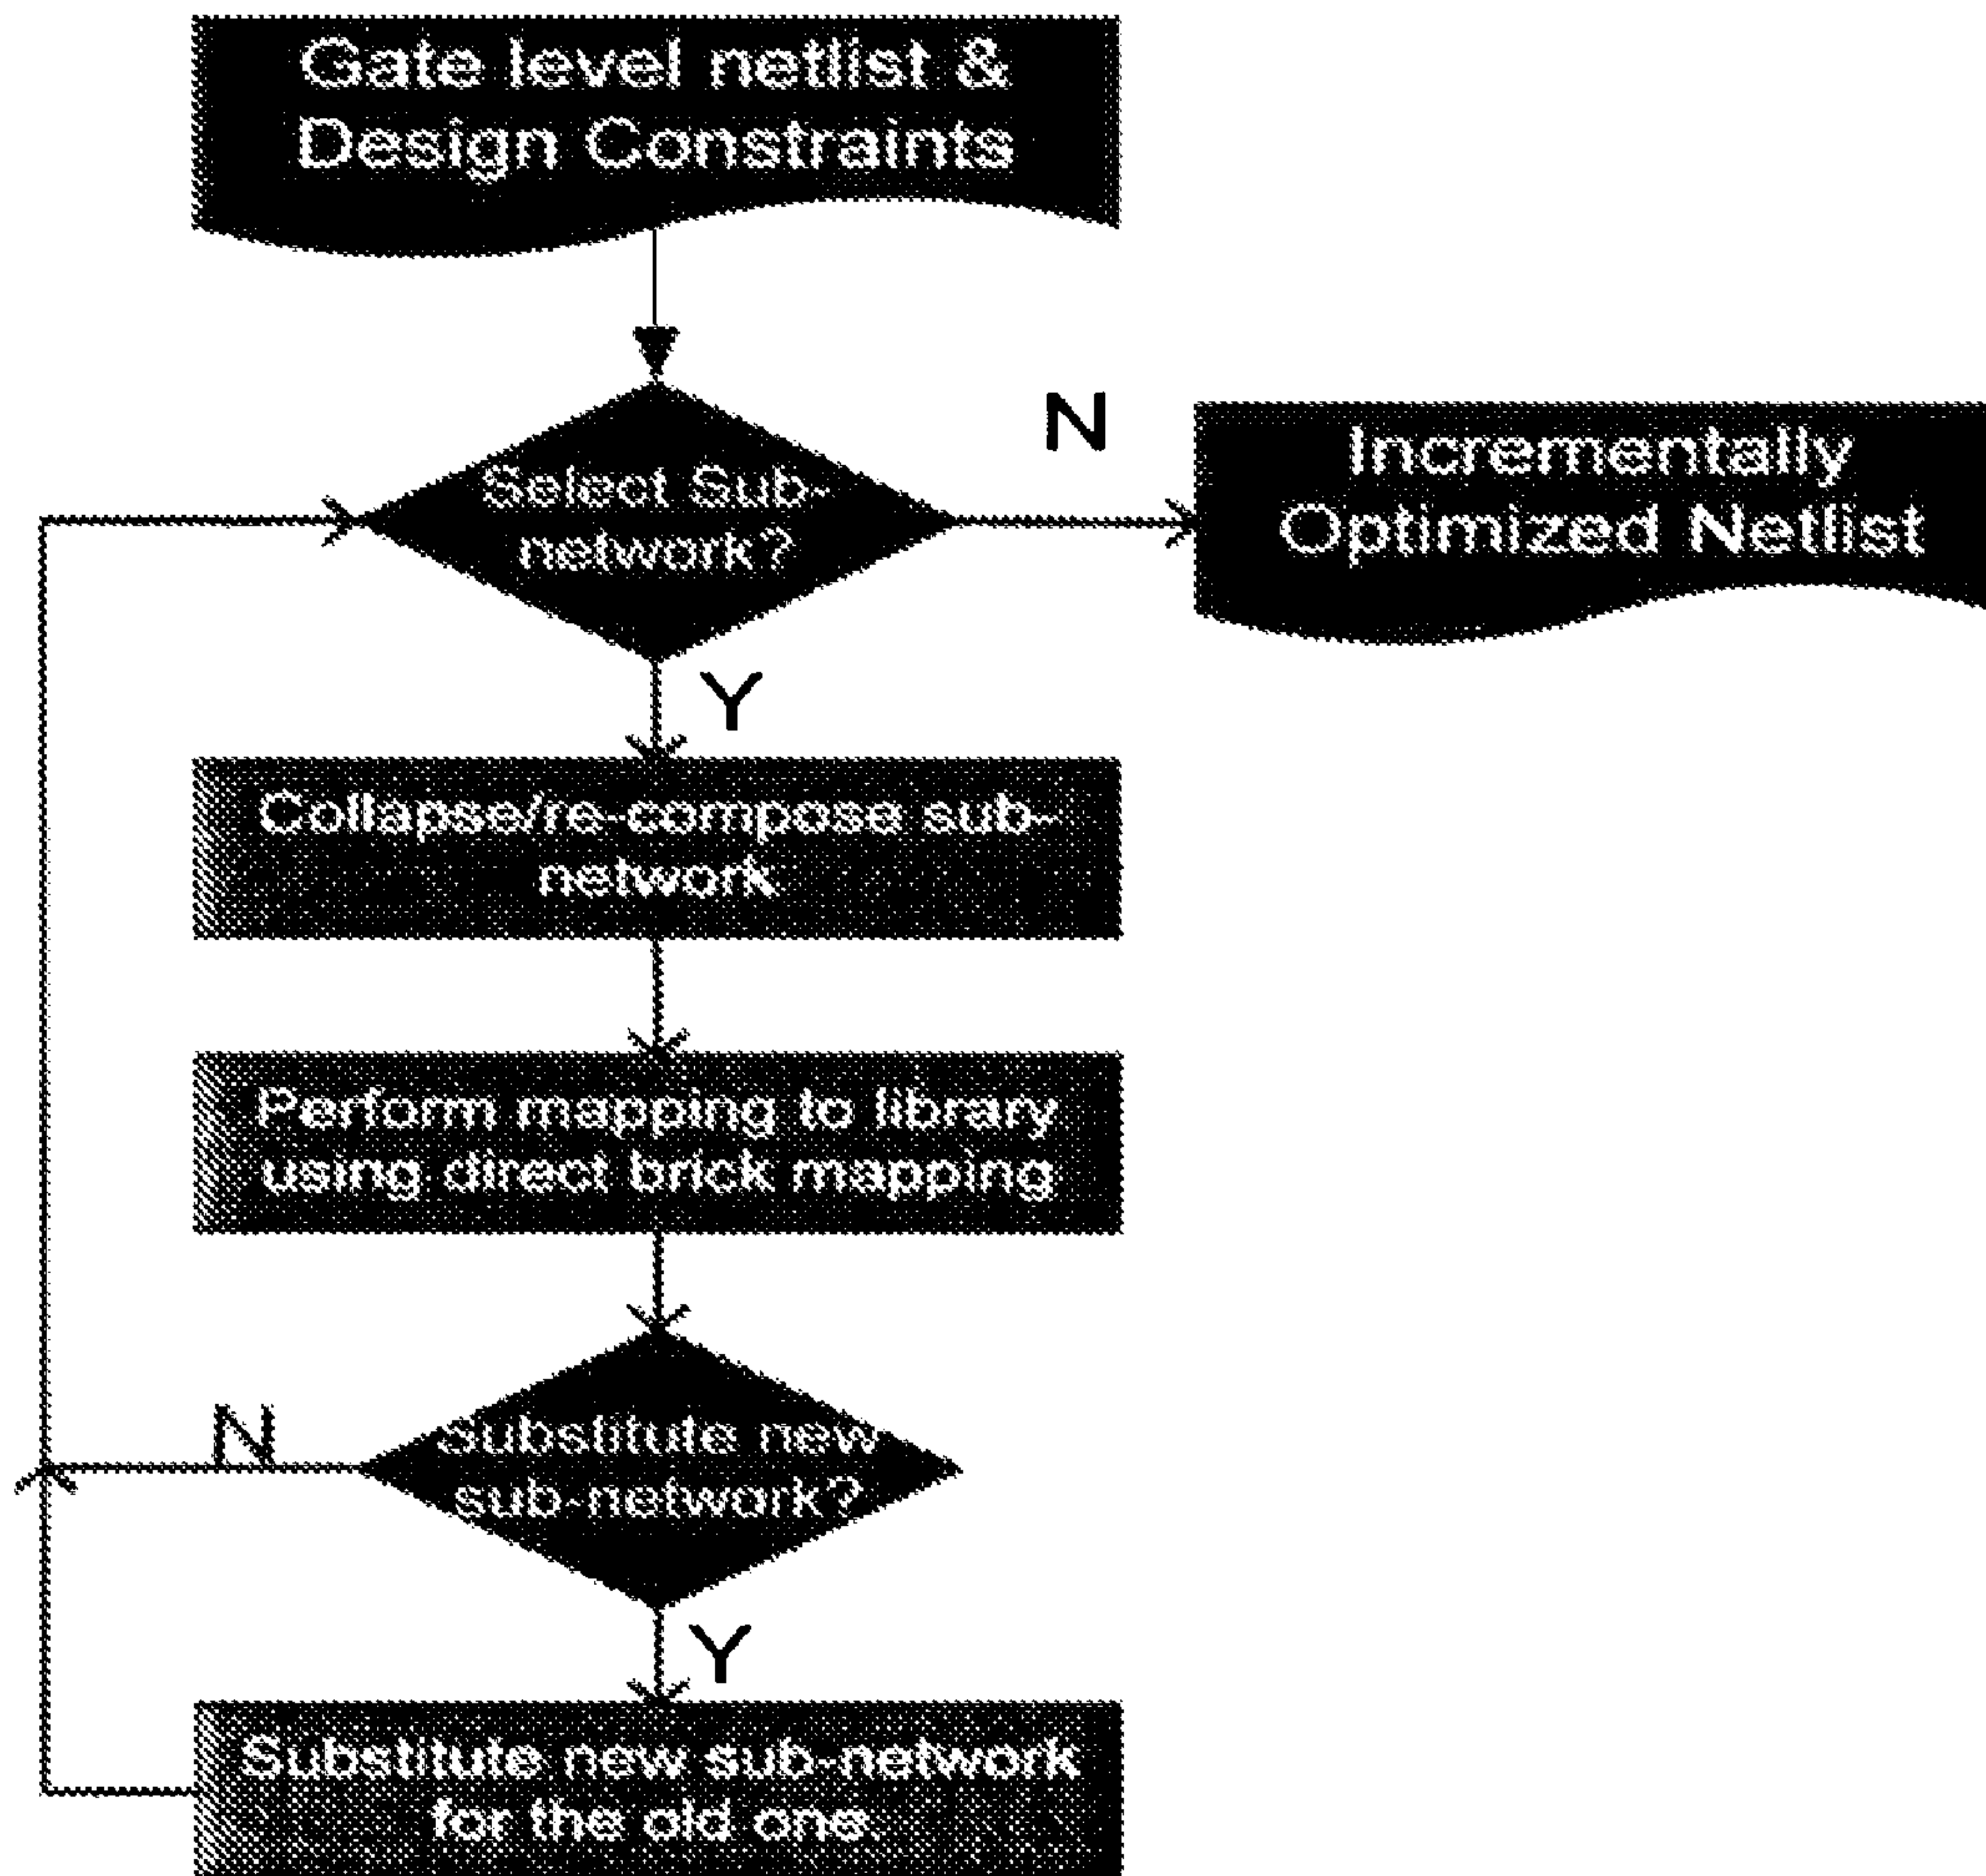 Gate level netlist &
Design Constraints
N
Select Sub-
network?
Incrementally
Optimized Netlist
Y
Collapse/re-compose sub-
network
Perform mapping to library
using direct brick mapping
N
Substitute new
sub-network?
Y
Substitute new sub-network
for the old one.